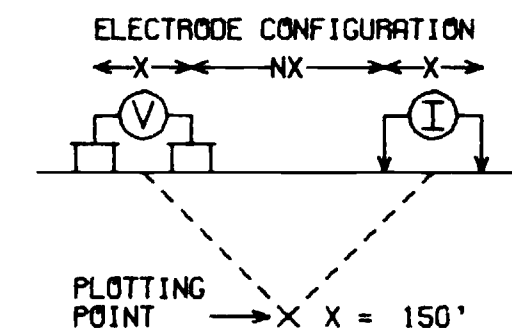 ELECTRODE CONFIGURATION
X NX X
V I
PLOTTING
POINT X X = 150'